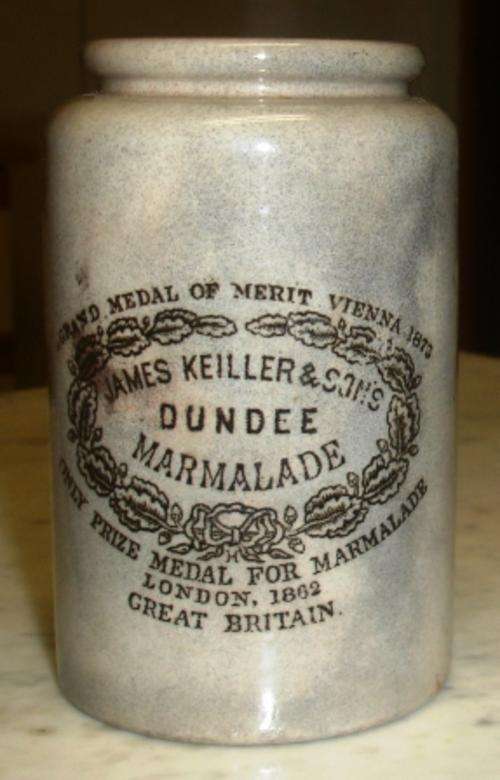 GRAND MEDAL OF MERIT VIENNA 1873
JAMES KEILLER & SONS
DUNDEE
MARMALADE
ONLY PRIZE MEDAL FOR MARMALADE
LONDON, 1862
GREAT BRITAIN.